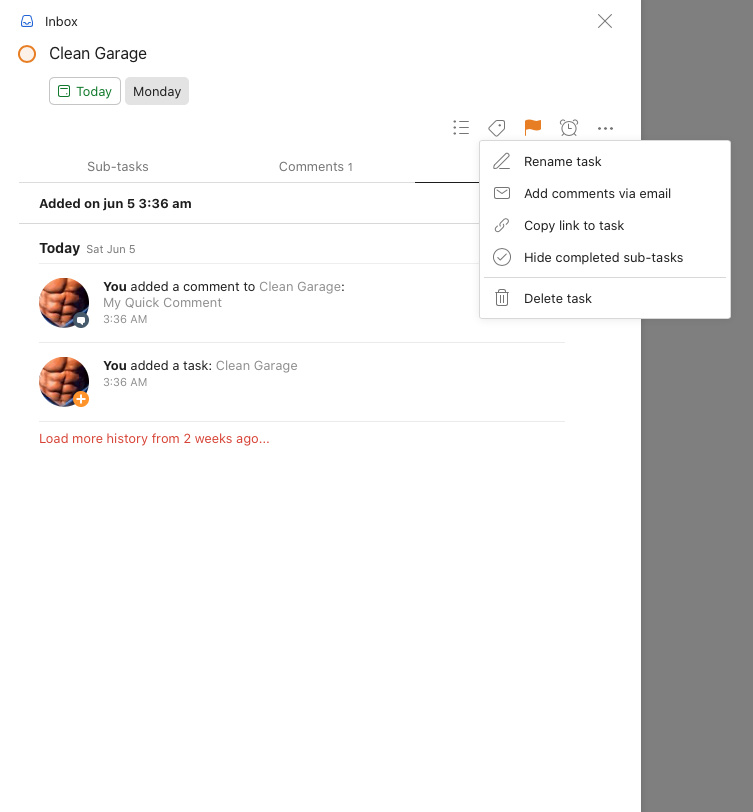 Inbox
Clean Garage
Today Monday
Sub-tasks Comments 1
Added on jun 5 3:36 am
Rename task
Add comments via email
Copy link to task
Hide completed sub-tasks
Delete task
Today Sat Jun 5
You added a comment to Clean Garage:
My Quick Comment
3:36 AM
You added a task: Clean Garage
3:36 AM
Load more history from 2 weeks ago...